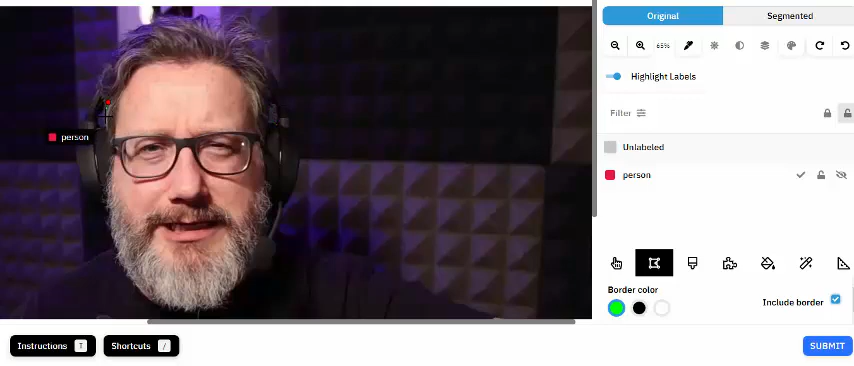 Original
Segmented
65%
Highlight Labels
Filter
person
Unlabeled
person
Border color
Include border
Instructions I
Shortcuts /
SUBMIT